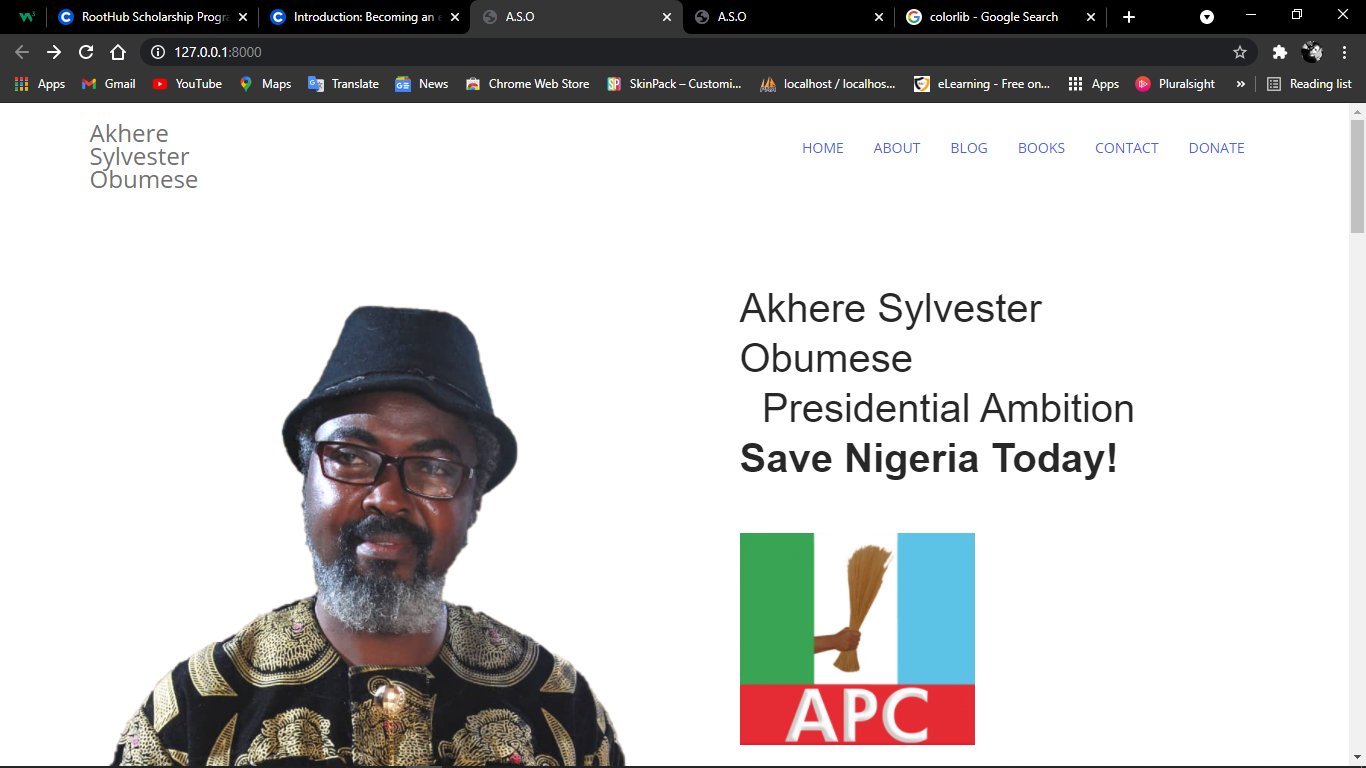 RootHub Scholarship Progra
Introduction: Becoming an e
A.S.O
A.S.O
colorlib - Google Search
127.0.0.1:8000
Apps
Gmail
YouTube
Maps
Translate
News
Chrome Web Store
SkinPack – Customi...
localhost / localhos...
eLearning - Free on...
Apps
Pluralsight
»
Reading list
Akhere
Sylvester
Obumese
HOME
ABOUT
BLOG
BOOKS
CONTACT
DONATE
Akhere Sylvester
Obumese
Presidential Ambition
Save Nigeria Today!
APC